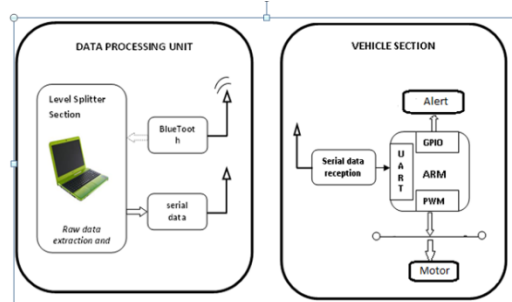 DATA PROCESSING UNIT
Level Splitter
Section
BlueToot
h
serial
data
Raw data
extraction and
VEHICLE SECTION
Alert
GPIO
Serial data
reception
U
A
R
T
ARM
PWM
Motor